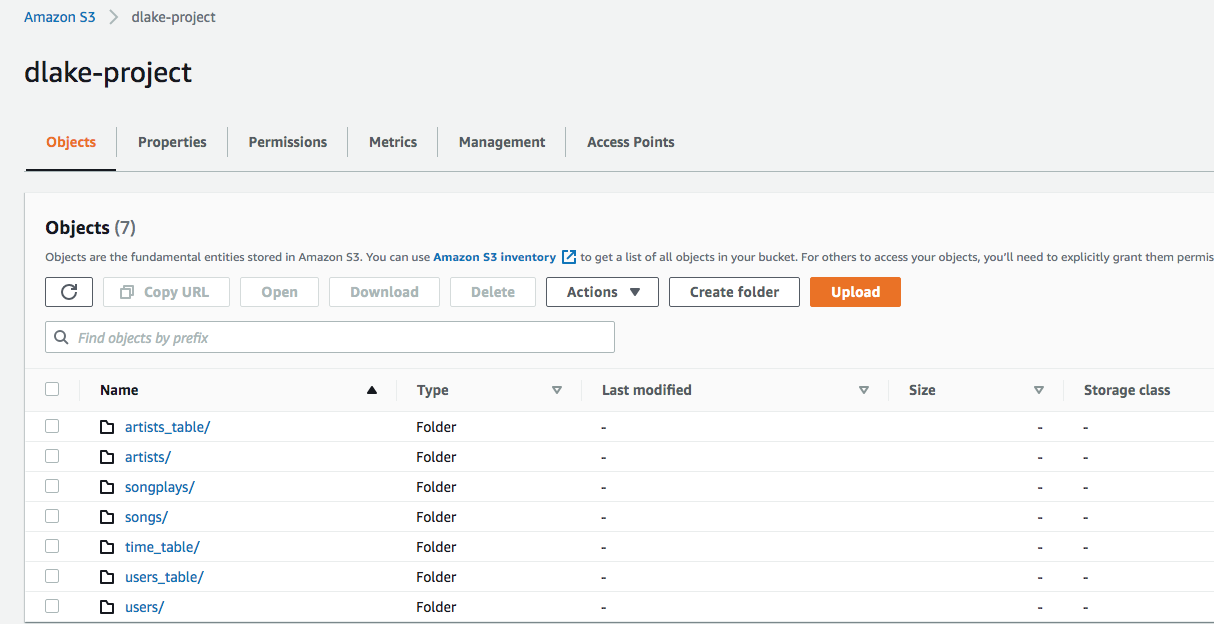 Amazon S3 > dlake-project
dlake-project
Objects Properties Permissions Metrics Management Access Points
Objects (7)
Objects are the fundamental entities stored in Amazon S3. You can use Amazon S3 inventory to get a list of all objects in your bucket. For others to access your objects, you'll need to explicitly grant them permis
Copy URL Open Download Delete Actions Create folder Upload
Find objects by prefix
Name Type Last modified Size Storage class
artists_table/ Folder - - -
artists/ Folder - - -
songplays/ Folder - - -
songs/ Folder - - -
time_table/ Folder - - -
users_table/ Folder - - -
users/ Folder - - -